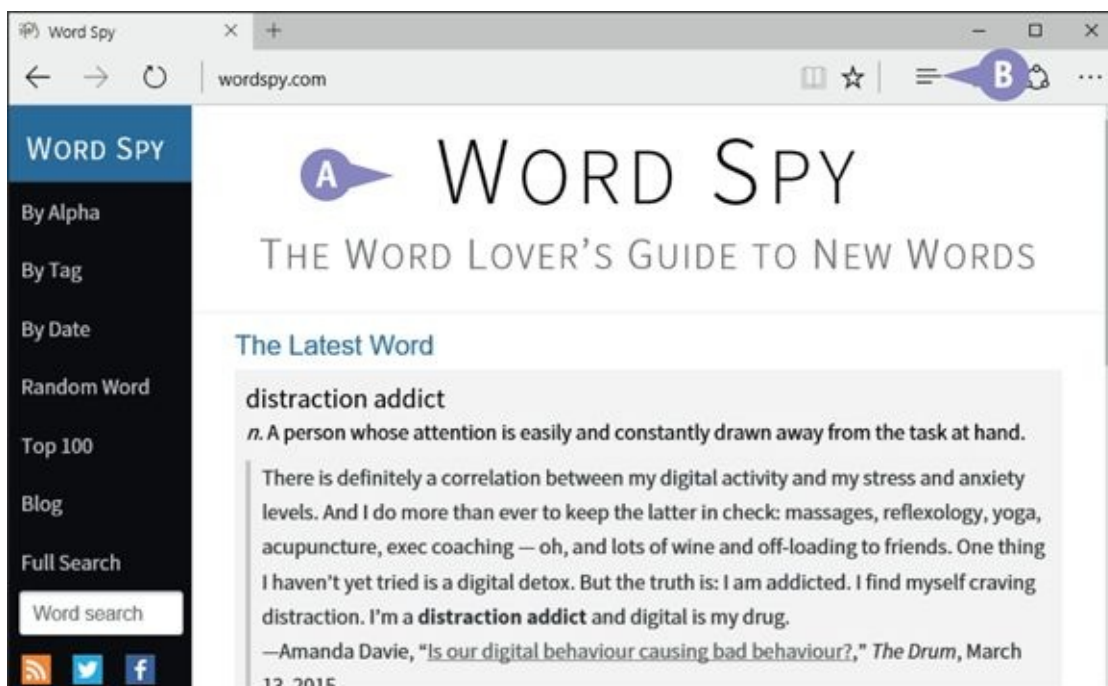 Word Spy
wordspy.com
B
WORD SPY
By Alpha
By Tag
By Date
Random Word
Top 100
Blog
Full Search
Word search
A
WORD SPY
THE WORD LOVER'S GUIDE TO NEW WORDS
The Latest Word
distraction addict
n. A person whose attention is easily and constantly drawn away from the task at hand.
There is definitely a correlation between my digital activity and my stress and anxiety
levels. And I do more than ever to keep the latter in check: massages, reflexology, yoga,
acupuncture, exec coaching — oh, and lots of wine and off-loading to friends. One thing
I haven't yet tried is a digital detox. But the truth is: I am addicted. I find myself craving
distraction. I'm a distraction addict and digital is my drug.
—Amanda Davie, “Is our digital behaviour causing bad behaviour?,” The Drum, March
13, 2015